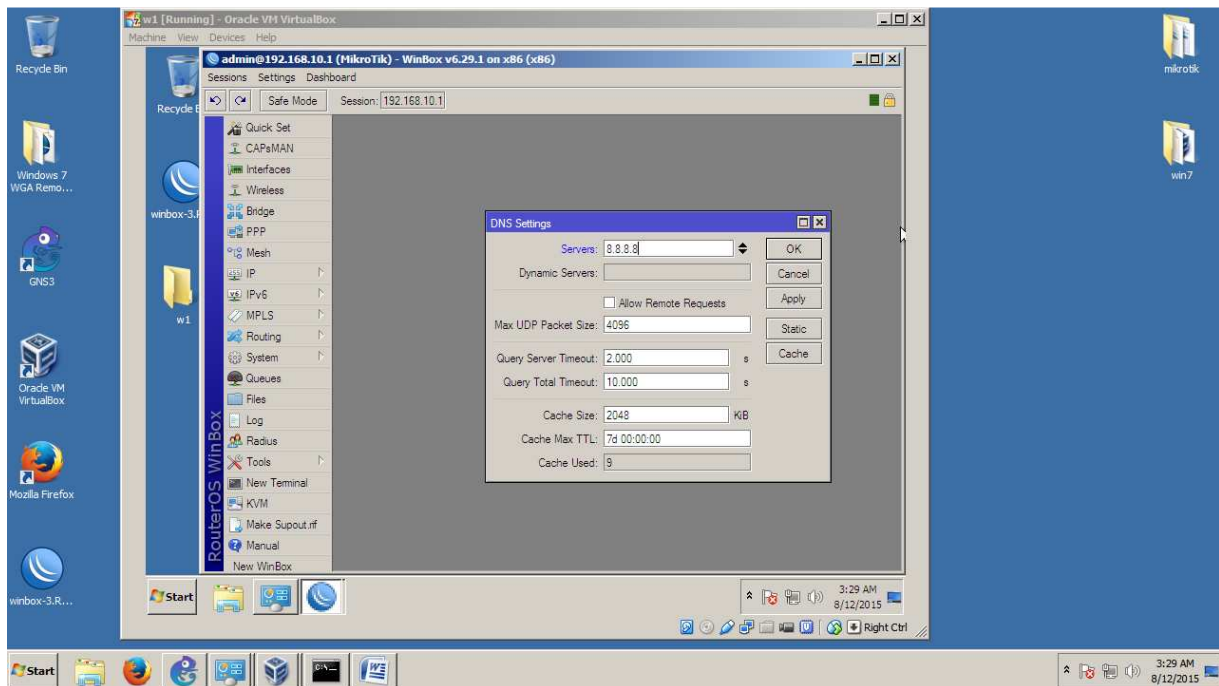 w1 [Running] - Oracle VM VirtualBox
Machine View Devices Help
admin@192.168.10.1 (MikroTik) - WinBox v6.29.1 on x86 (x86)
Sessions Settings Dashboard
Safe Mode Session: 192.168.10.1
Recycle Bin
Windows 7
WGA Remo...
GNS3
Oracle VM
VirtualBox
Mozilla Firefox
winbox-3.R...
Recycle
winbox-3.
w1
RouterOS WinBox
Quick Set
CAPsMAN
Interfaces
Wireless
Bridge
PPP
Mesh
IP
IPv6
MPLS
Routing
System
Queues
Files
Log
Radius
Tools
New Terminal
KVM
Make Supout.rif
Manual
New WinBox
DNS Settings
Servers: 8.8.8.8
Dynamic Servers:
Allow Remote Requests
Max UDP Packet Size: 4096
Query Server Timeout: 2.000 s
Query Total Timeout: 10.000 s
Cache Size: 2048 KiB
Cache Max TTL: 7d 00:00:00
Cache Used: 9
OK
Cancel
Apply
Static
Cache
mikrotik
win7
Start
3:29 AM
8/12/2015
Right Ctrl
Start
C:\
3:29 AM
8/12/2015